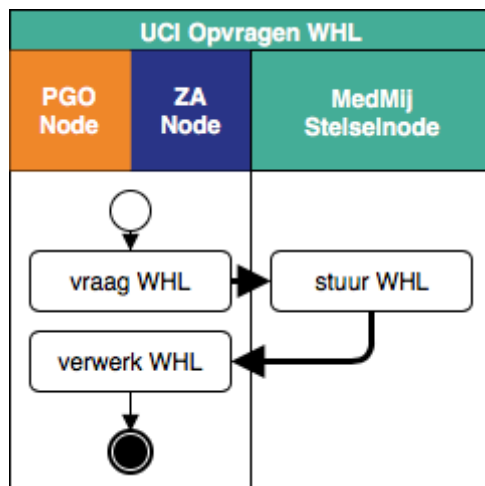 UCI Opvragen WHL
PGO
Node
ZA
Node
MedMij
Stelselnode
vraag WHL
stuur WHL
verwerk WHL